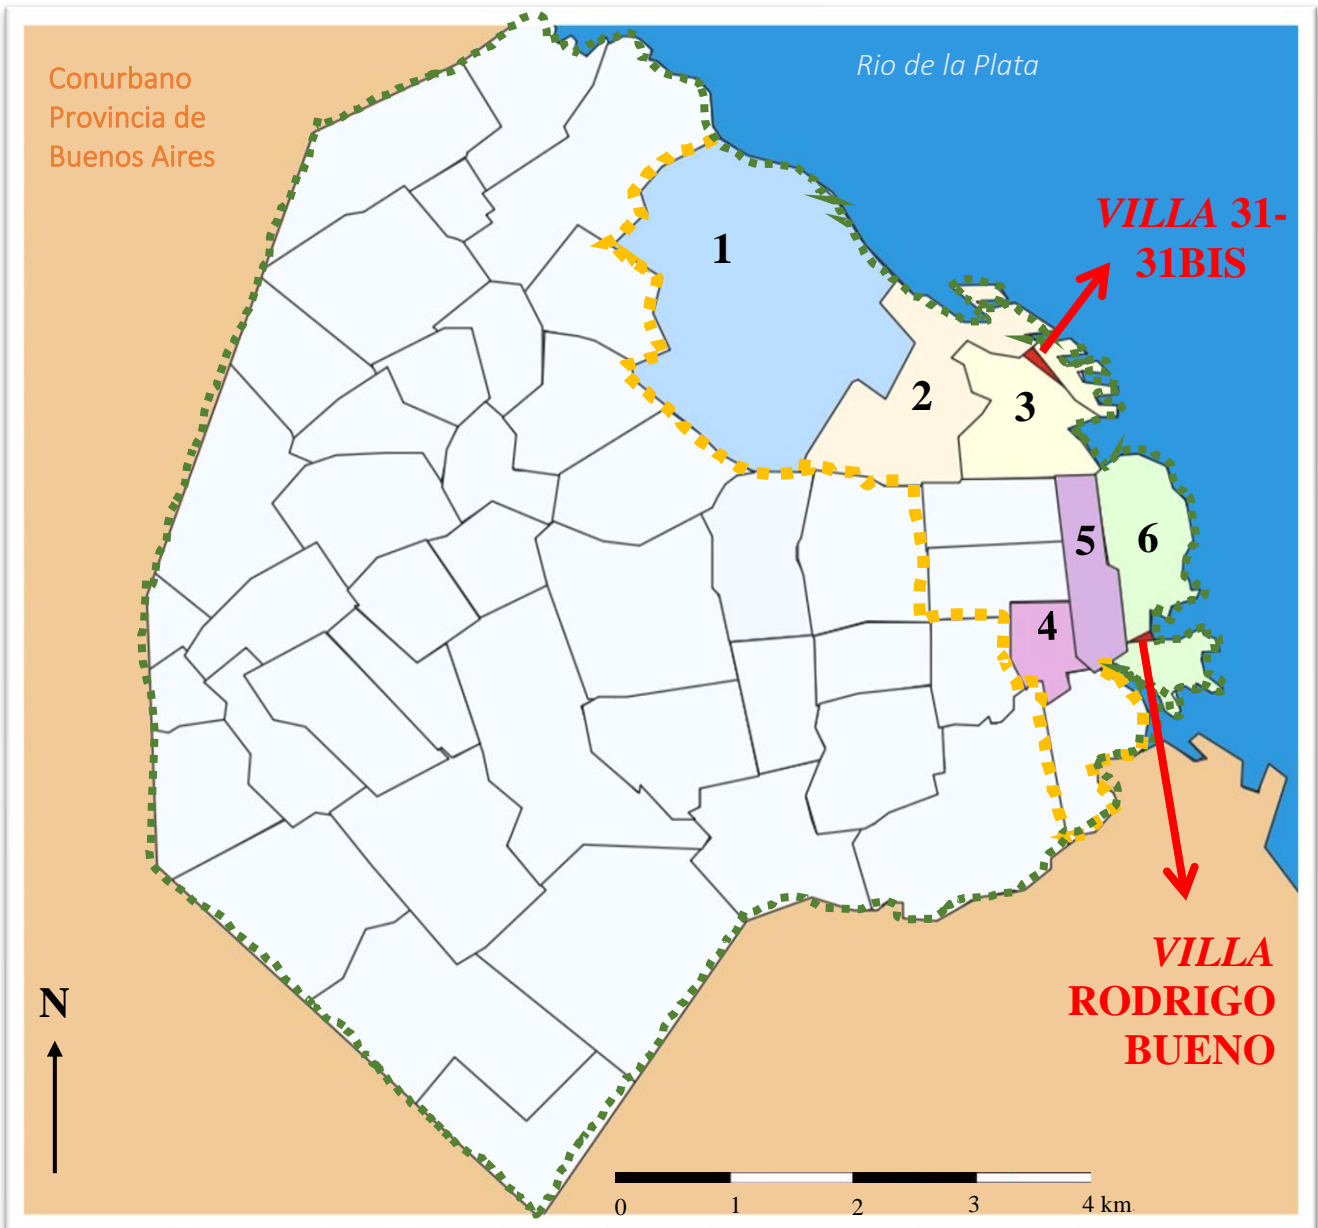 Conurbano
Provincia de
Buenos Aires
Rio de la Plata
VILLA 31-
31BIS
1
2
3
5
6
4
VILLA
RODRIGO
BUENO
N
0 1 2 3 4 km